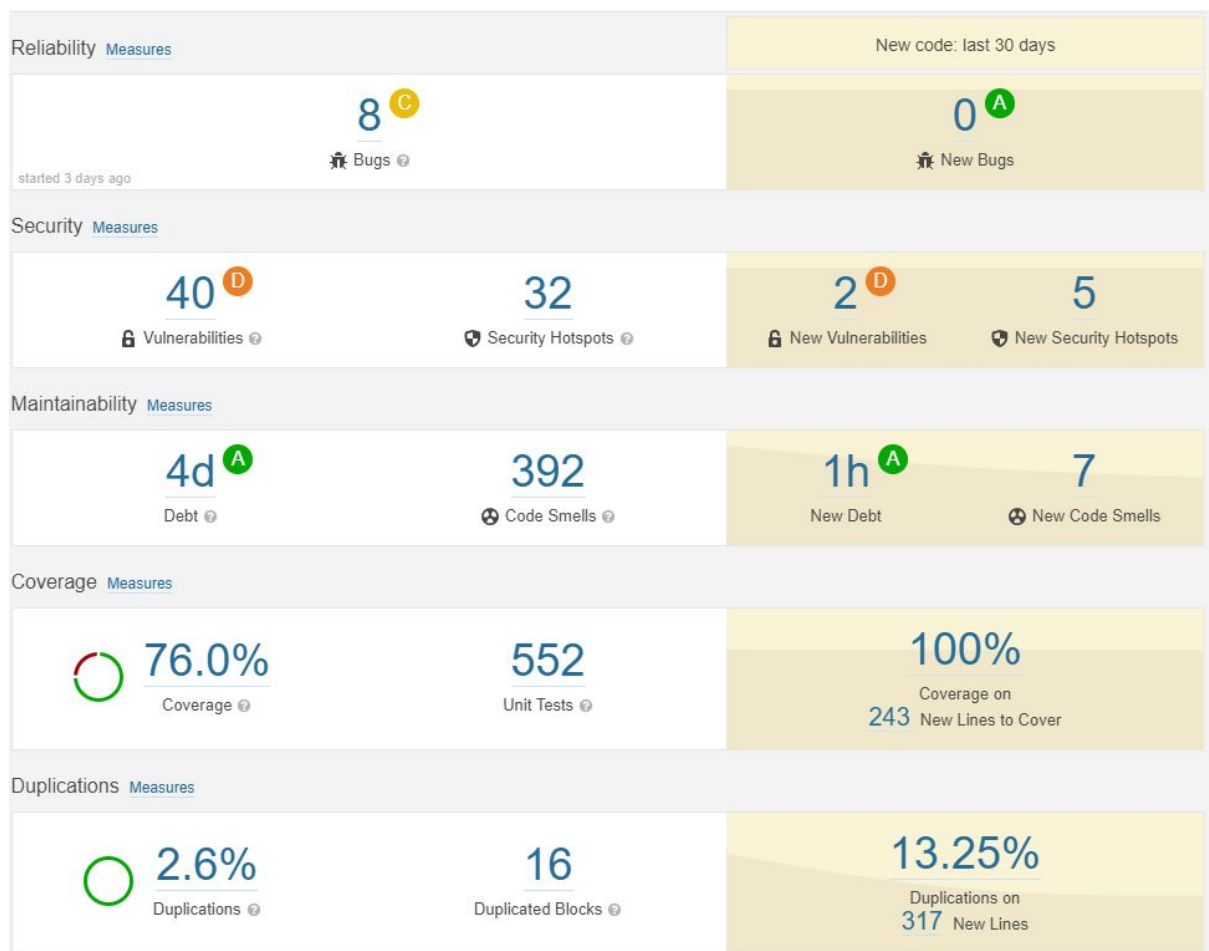 Reliability Measures
New code: last 30 days
8 C
Bugs ?
started 3 days ago
0 A
New Bugs
Security Measures
40 D
Vulnerabilities ?
32
Security Hotspots ?
2 D
New Vulnerabilities
5
New Security Hotspots
Maintainability Measures
4d A
Debt ?
392
Code Smells ?
1h A
New Debt
7
New Code Smells
Coverage Measures
76.0%
Coverage ?
552
Unit Tests ?
100%
Coverage on
243 New Lines to Cover
Duplications Measures
2.6%
Duplications ?
16
Duplicated Blocks ?
13.25%
Duplications on
317 New Lines